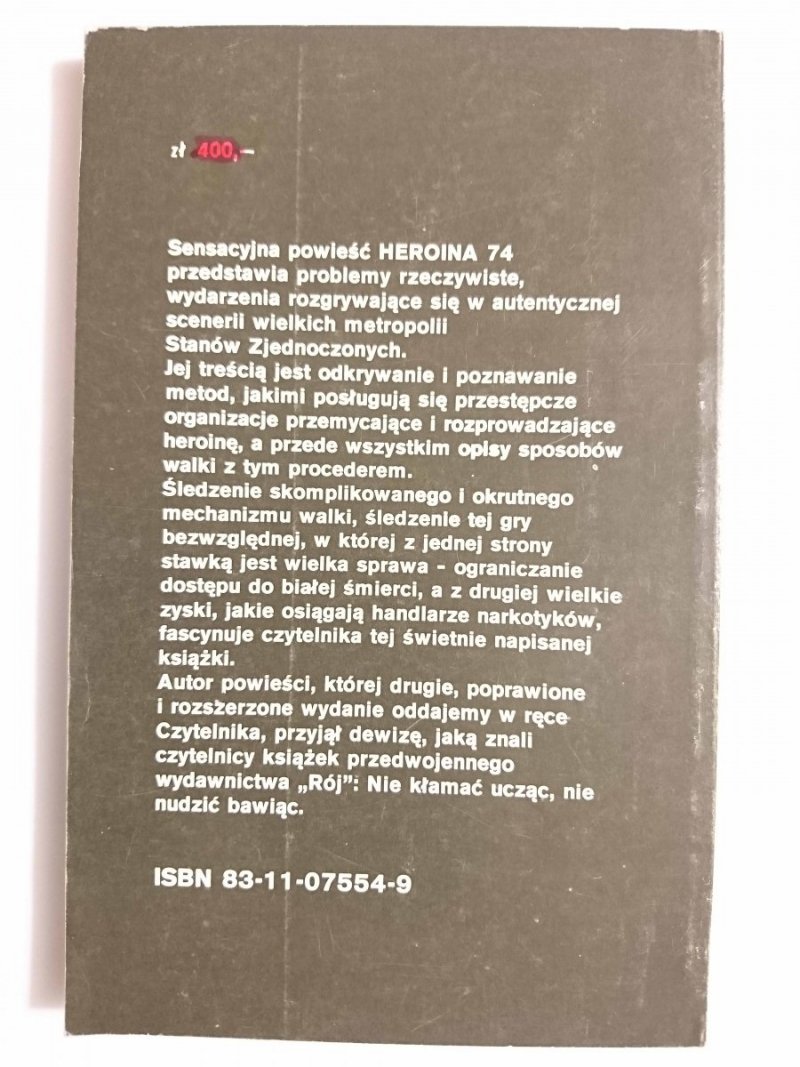 zł 400,—
Sensacyjna powieść HEROINA 74
przedstawia problemy rzeczywiste,
wydarzenia rozgrywające się w autentycznej
scenerii wielkich metropolii
Stanów Zjednoczonych.
Jej treścią jest odkrywanie i poznawanie
metod, jakimi posługują się przestępcze
organizacje przemycające i rozprowadzające
heroinę, a przede wszystkim opisy sposobów
walki z tym procederem.
Śledzenie skomplikowanego i okrutnego
mechanizmu walki, śledzenie tej gry
bezwzględnej, w której z jednej strony
stawką jest wielka sprawa - ograniczanie
dostępu do białej śmierci, a z drugiej wielkie
zyski, jakie osiągają handlarze narkotyków,
fascynuje czytelnika tej świetnie napisanej
książki.
Autor powieści, której drugie, poprawione
i rozszerzone wydanie oddajemy w ręce
Czytelnika, przyjął dewizę, jaką znali
czytelnicy książek przedwojennego
wydawnictwa „Rój”: Nie kłamać ucząc, nie
nudzić bawiąc.
ISBN 83-11-07554-9